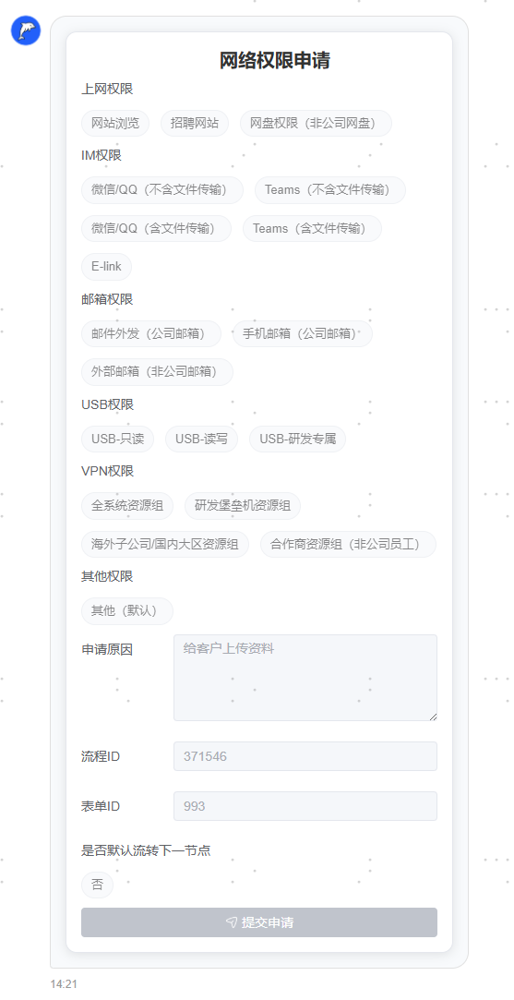 网络权限申请
上网权限
网站浏览 招聘网站 网盘权限（非公司网盘）
IM权限
微信/QQ（不含文件传输） Teams（不含文件传输）
微信/QQ（含文件传输） Teams（含文件传输）
E-link
邮箱权限
邮件外发（公司邮箱） 手机邮箱（公司邮箱）
外部邮箱（非公司邮箱）
USB权限
USB-只读 USB-读写 USB-研发专属
VPN权限
全系统资源组 研发堡垒机资源组
海外子公司/国内大区资源组 合作商资源组（非公司员工）
其他权限
其他（默认）
申请原因 给客户上传资料
流程ID 371546
表单ID 993
是否默认流转下一节点
否
提交申请
14:21